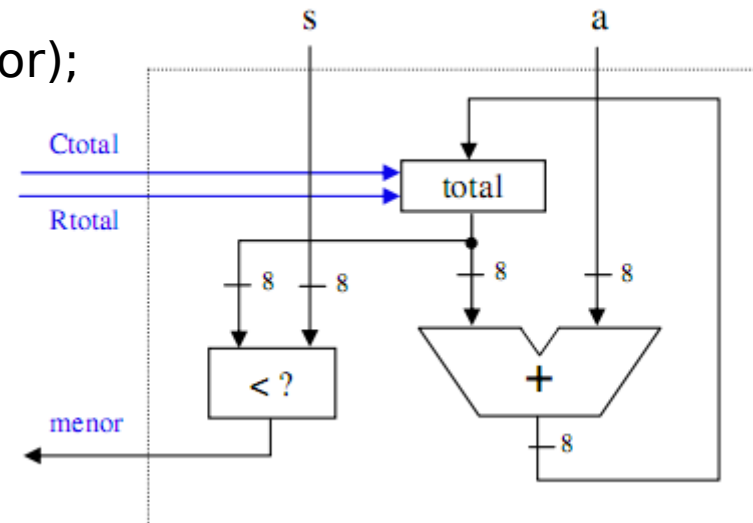 s a
or);
Ctotal
total
Rtotal
8 8 8 8
< ?
+
menor
8